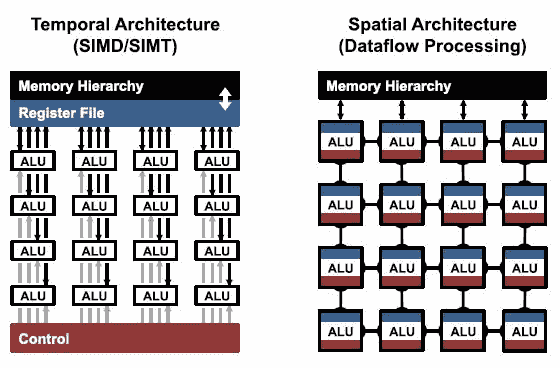 Temporal Architecture
(SIMD/SIMT)
Memory Hierarchy
Register File
ALU ALU ALU ALU
ALU ALU ALU ALU
ALU ALU ALU ALU
ALU ALU ALU ALU
Control
Spatial Architecture
(Dataflow Processing)
Memory Hierarchy
ALU ALU ALU ALU
ALU ALU ALU ALU
ALU ALU ALU ALU
ALU ALU ALU ALU